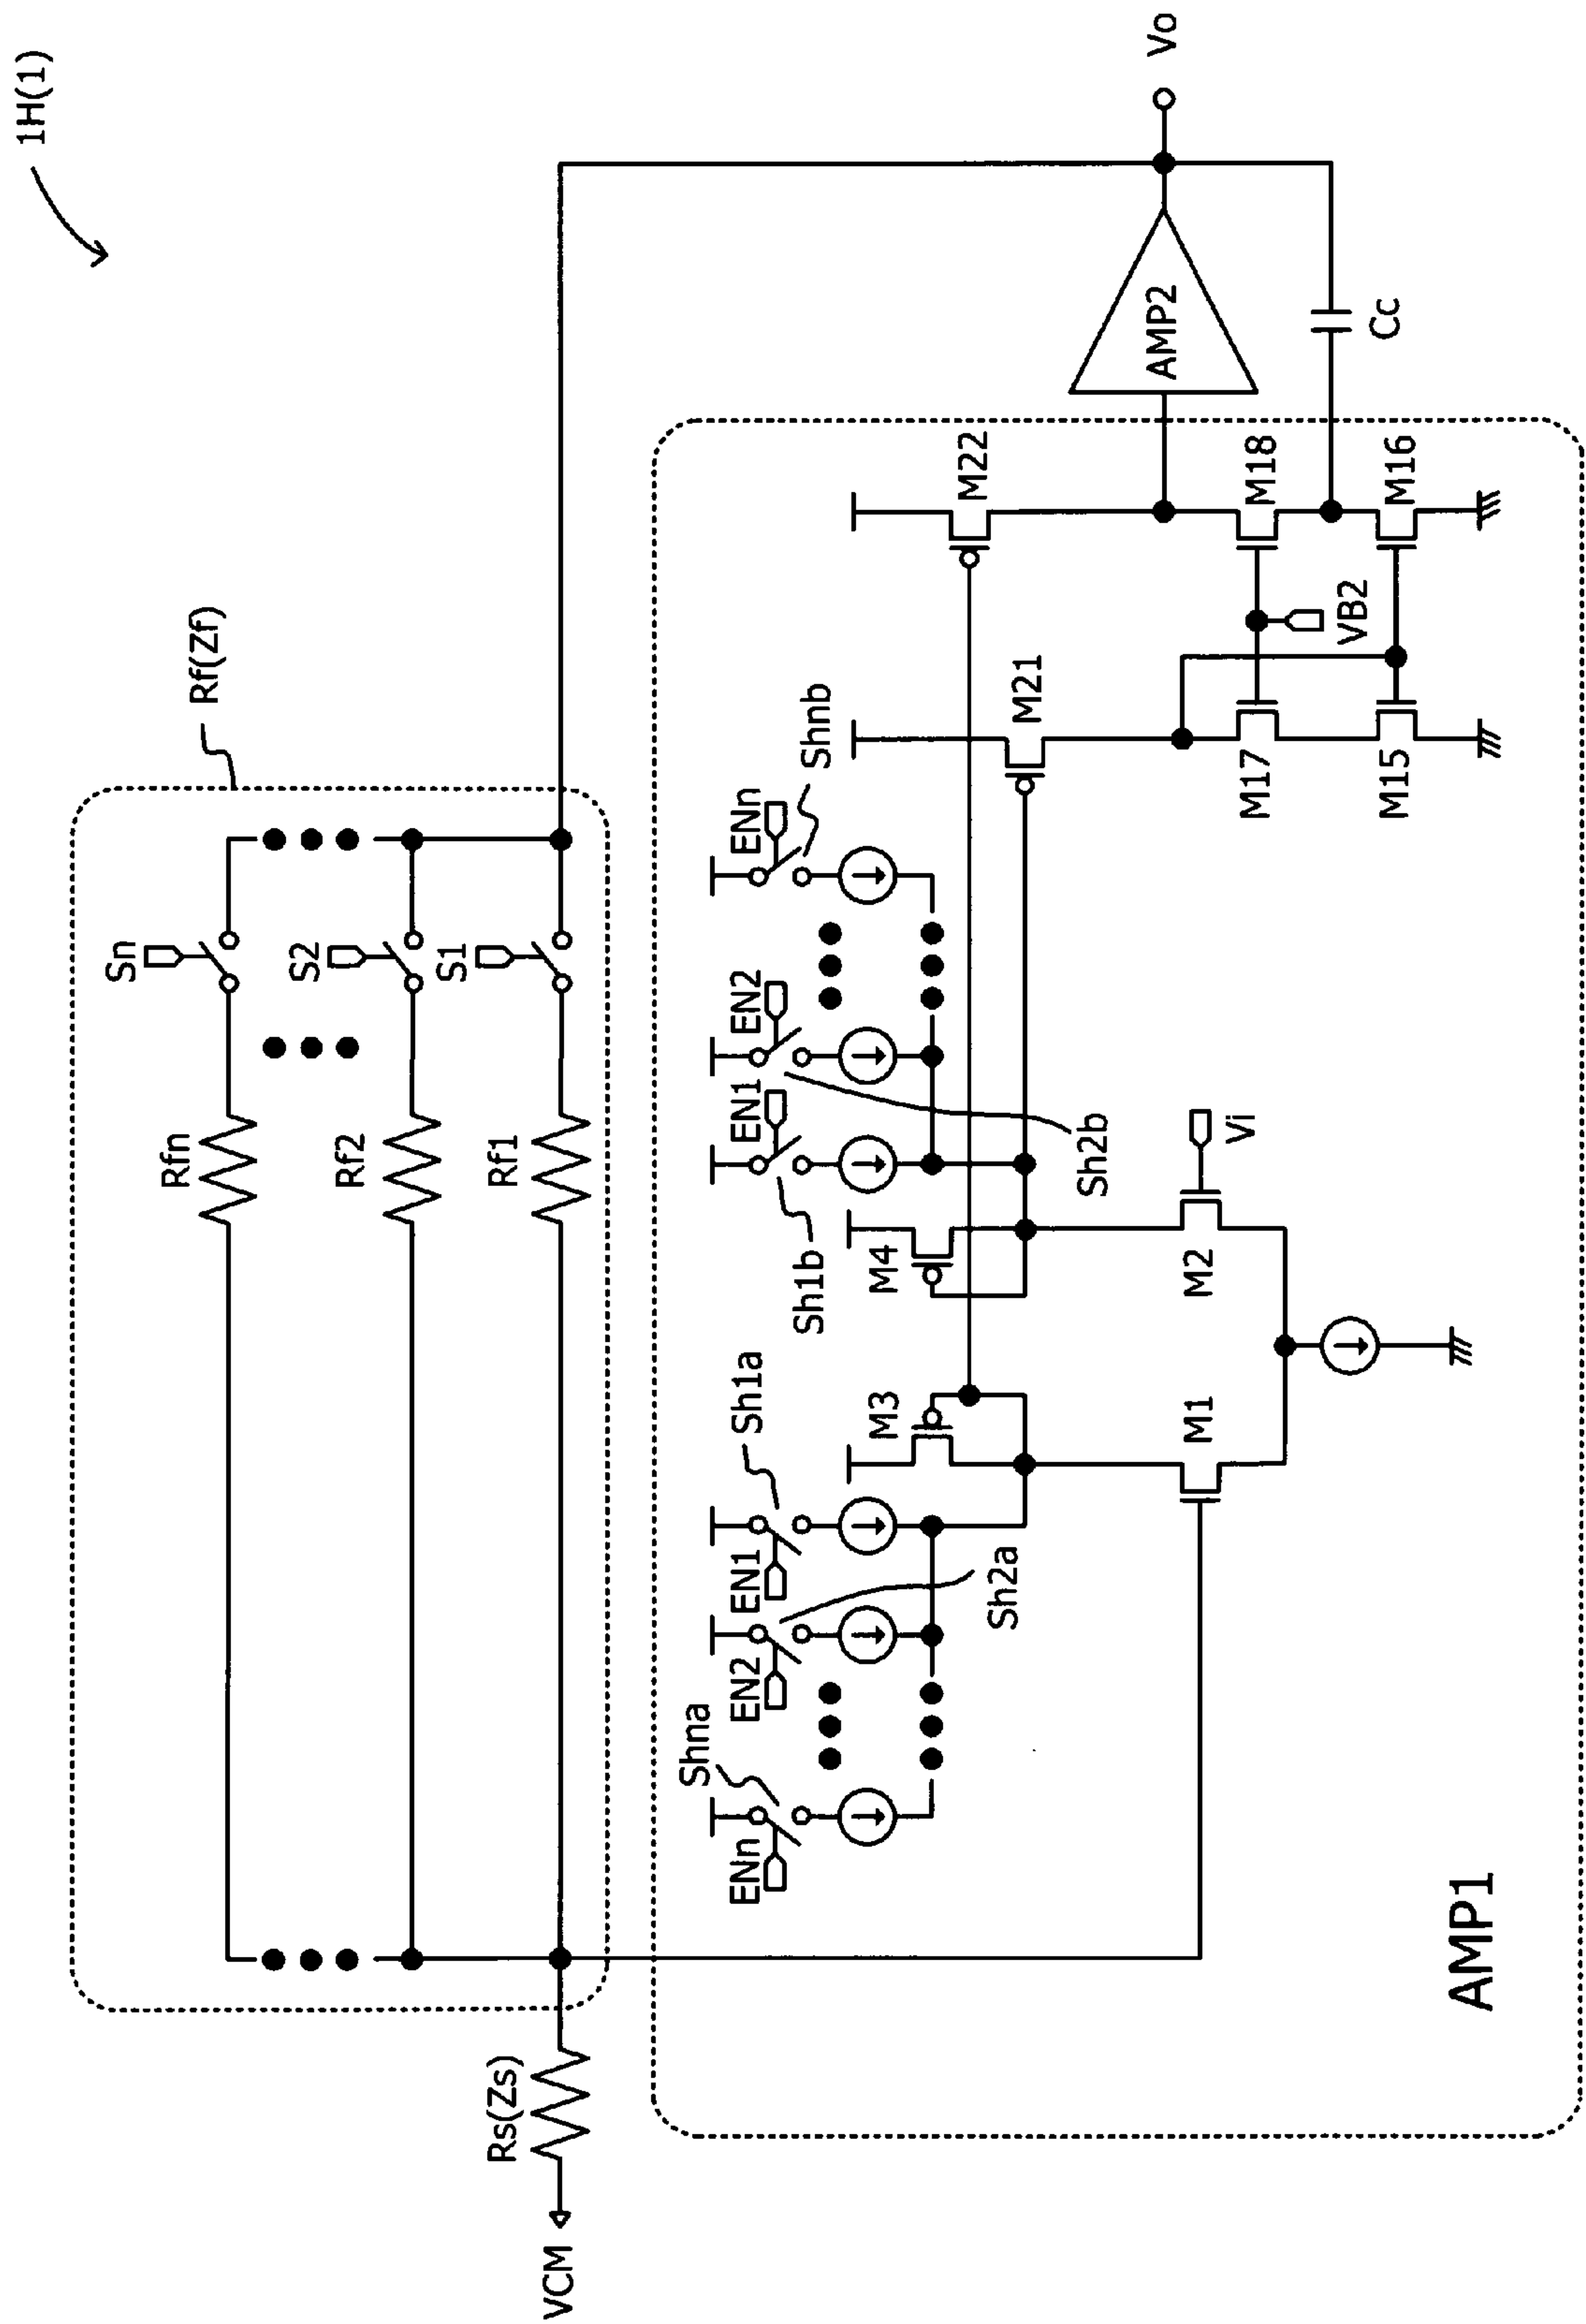 1H(1)
Rf(Zf)
Sn
S2
S1
Rfn
Rf2
Rf1
Rs(Zs)
VCM
Vo
AMP2
Cc
AMP1
Shna
ENn
EN2
EN1
Sh2a
Sh1a
M3
M4
Sh1b
EN1
EN2
ENn
Sh2b
Shnb
M1
M2
Vi
M21
M22
M17
M18
VB2
M15
M16